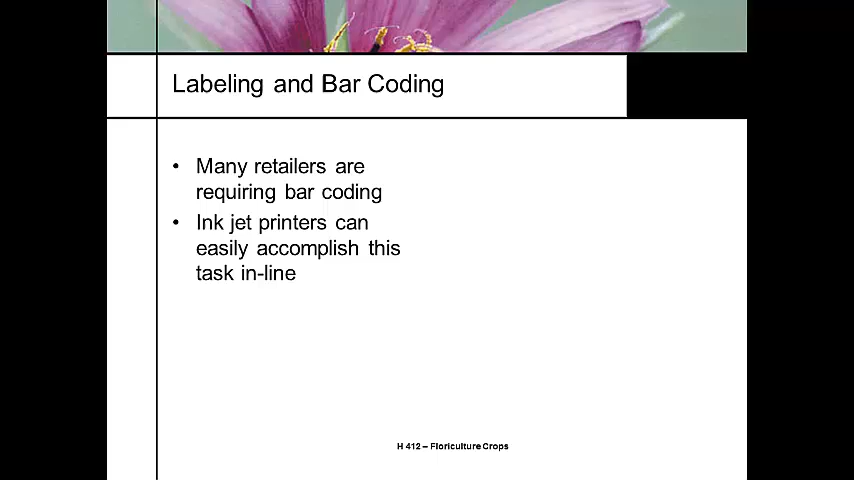 Labeling and Bar Coding
• Many retailers are
requiring bar coding
• Ink jet printers can
easily accomplish this
task in-line
H 412 – Floriculture Crops